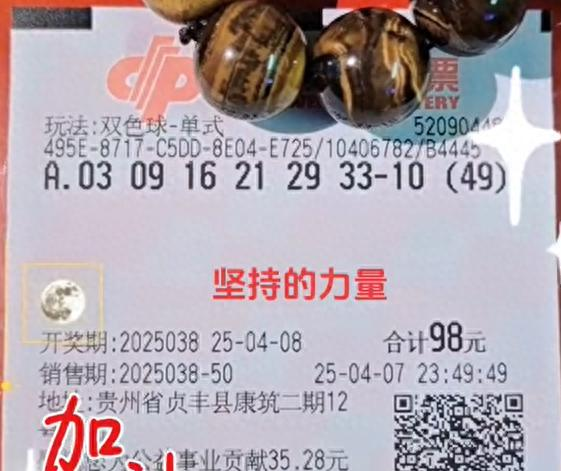 票
玩法:双色球-单式
52090448
495E-8717-C5DD-8E04-E725/10406782/B4445
A.03 09 16 21 29 33-10 (49)
坚持的力量
开奖期:2025038 25-04-08 合计98元
销售期:2025038-50 25-04-07 23:49:49
地址:贵州省贞丰县康筑二期12
加
公益事业贡献35.28元